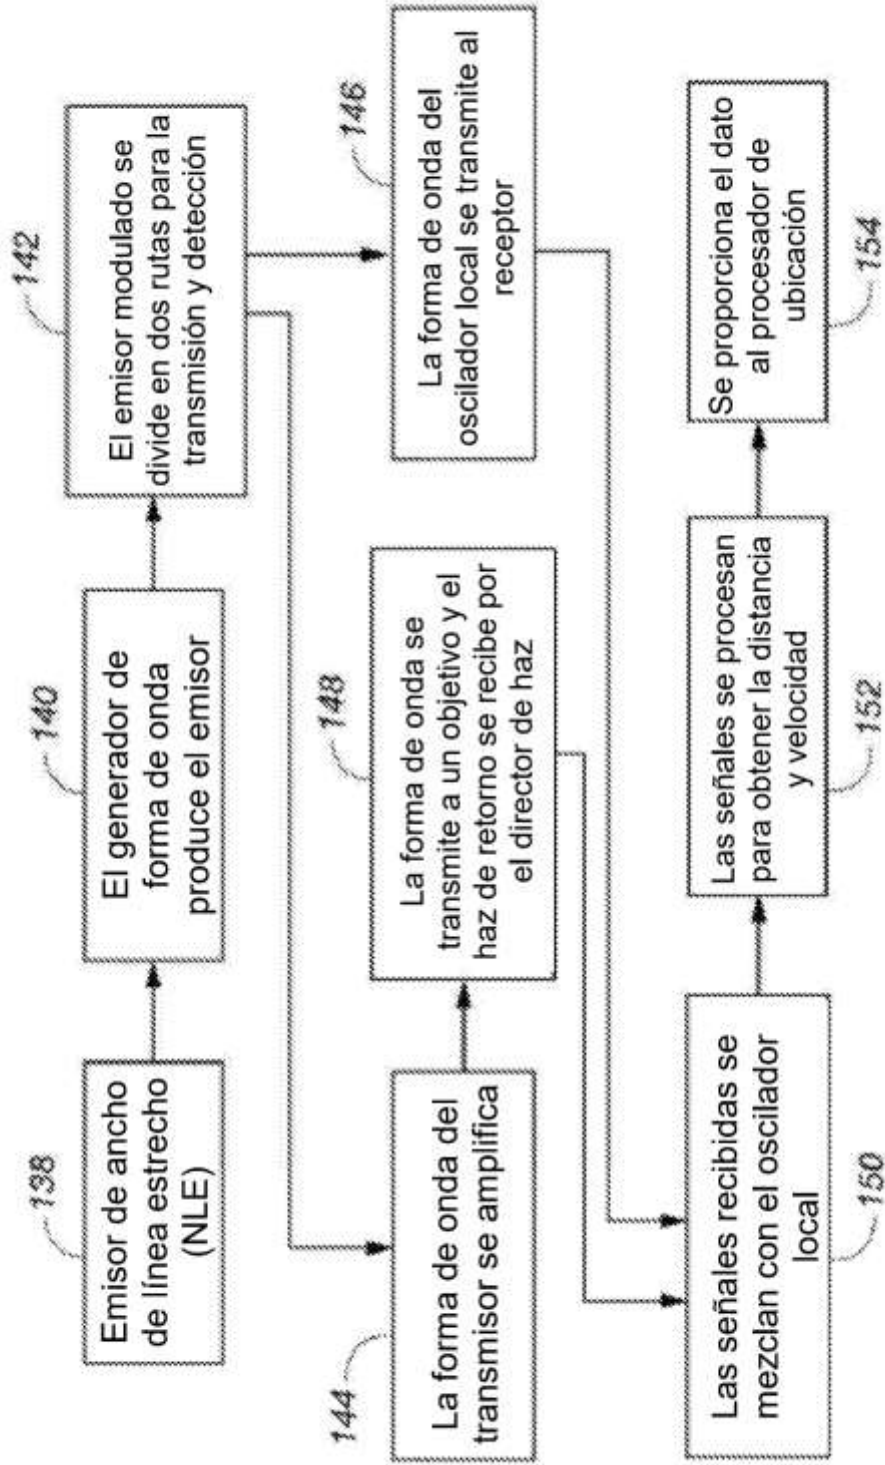 138
Emisor de ancho
de línea estrecho
(NLE)
140
El generador de
forma de onda
produce el emisor
142
El emisor modulado se
divide en dos rutas para la
transmisión y detección
144
La forma de onda del
transmisor se amplifica
148
La forma de onda se
transmite a un objetivo y el
haz de retorno se recibe por
el director de haz
146
La forma de onda del
oscilador local se transmite al
receptor
Las señales recibidas se
mezclan con el oscilador
local
150
Las señales se procesan
para obtener la distancia
y velocidad
152
Se proporciona el dato
al procesador de
ubicación
154